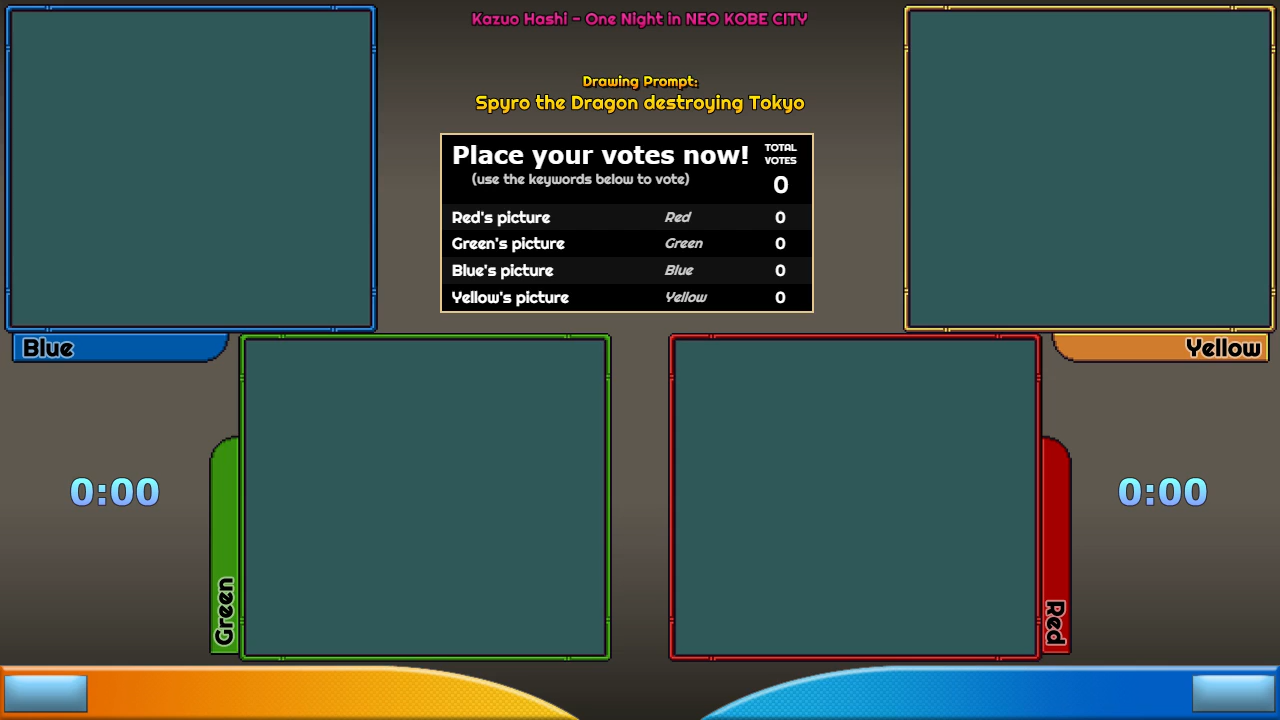 Kazuo Hashi - One Night in NEO KOBE CITY
Drawing Prompt:
Spyro the Dragon destroying Tokyo
Place your votes now!
(use the keywords below to vote)
TOTAL
VOTES
0
Red's picture Red 0
Green's picture Green 0
Blue's picture Blue 0
Yellow's picture Yellow 0
Blue
Yellow
0:00
0:00
Green
Red